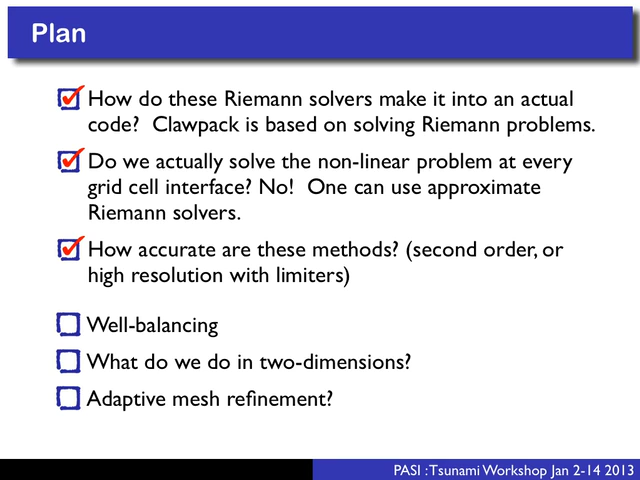 Plan
How do these Riemann solvers make it into an actual
code? Clawpack is based on solving Riemann problems.
Do we actually solve the non-linear problem at every
grid cell interface? No! One can use approximate
Riemann solvers.
How accurate are these methods? (second order, or
high resolution with limiters)
Well-balancing
What do we do in two-dimensions?
Adaptive mesh refinement?
PASI : Tsunami Workshop Jan 2-14 2013